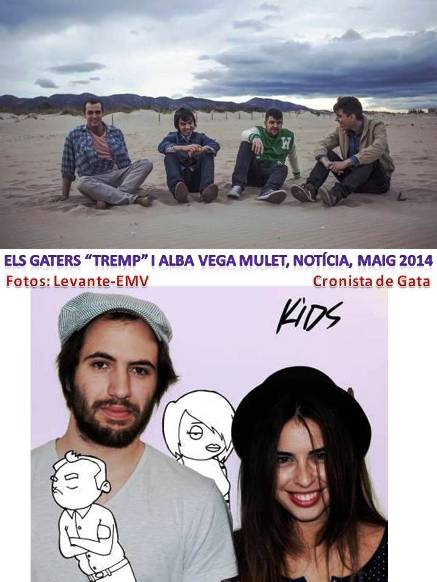 W
ELS GATERS “TREMP” I ALBA VEGA MULET, NOTÍCIA, MAIG 2014
Fotos: Levante-EMV Cronista de Gata
KiDS